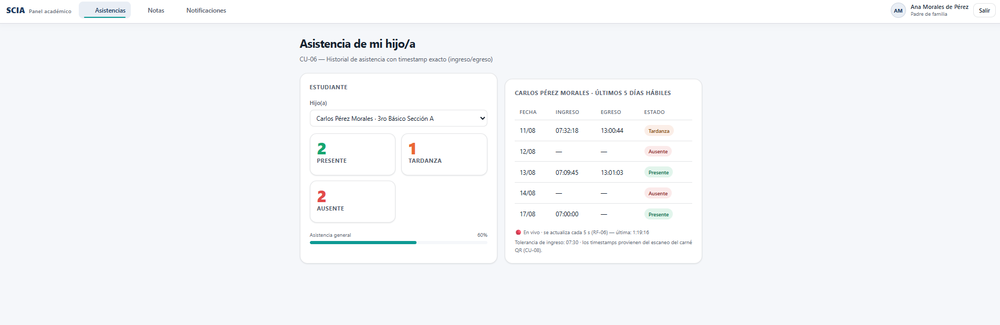 SCIA Panel académico Asistencias Notas Notificaciones AM Ana Morales de Pérez Salir
Padre de familia
Asistencia de mi hijo/a
CU-06 — Historial de asistencia con timestamp exacto (ingreso/egreso)
ESTUDIANTE
Hijo(a)
Carlos Pérez Morales · 3ro Básico Sección A
2
PRESENTE
1
TARDANZA
2
AUSENTE
Asistencia general 60%
CARLOS PÉREZ MORALES · ÚLTIMOS 5 DÍAS HÁBILES
FECHA INGRESO EGRESO ESTADO
11/08 07:32:18 13:00:44 Tardanza
12/08 — — Ausente
13/08 07:09:45 13:01:03 Presente
14/08 — — Ausente
17/08 07:00:00 — Presente
En vivo · se actualiza cada 5 s (RF-06) — última: 1:19:16
Tolerancia de ingreso: 07:30 · los timestamps provienen del escaneo del carné
QR (CU-08).